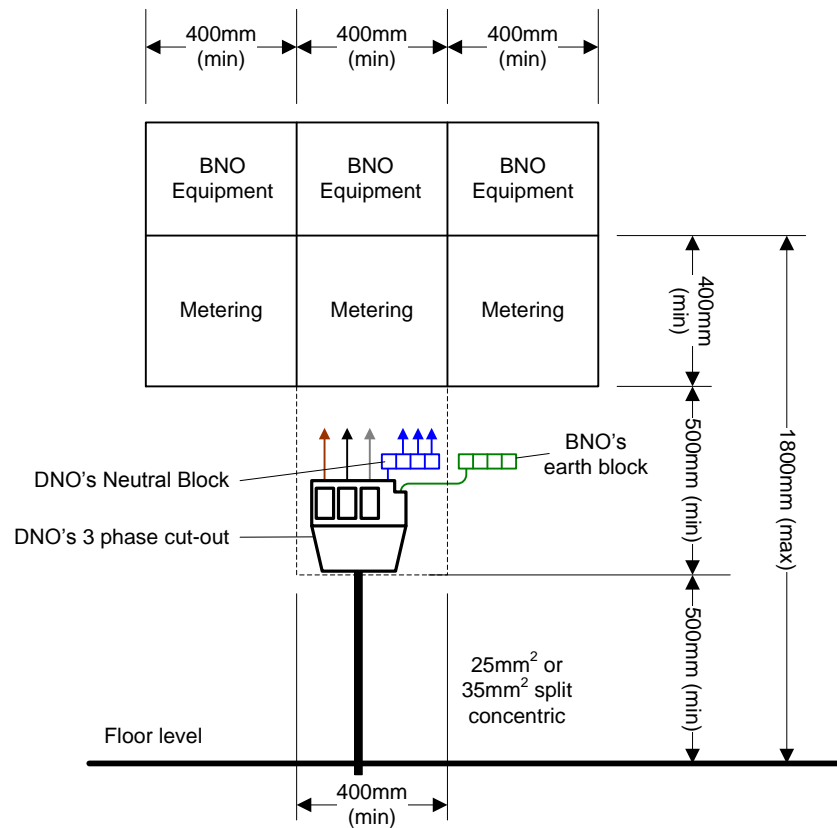 400mm
(min)
400mm
(min)
400mm
(min)
BNO
Equipment
BNO
Equipment
BNO
Equipment
Metering
Metering
Metering
400mm
(min)
1800mm (max)
500mm (min)
BNO's
earth block
DNO's Neutral Block
DNO's 3 phase cut-out
500mm (min)
25mm² or
35mm² split
concentric
Floor level
400mm
(min)